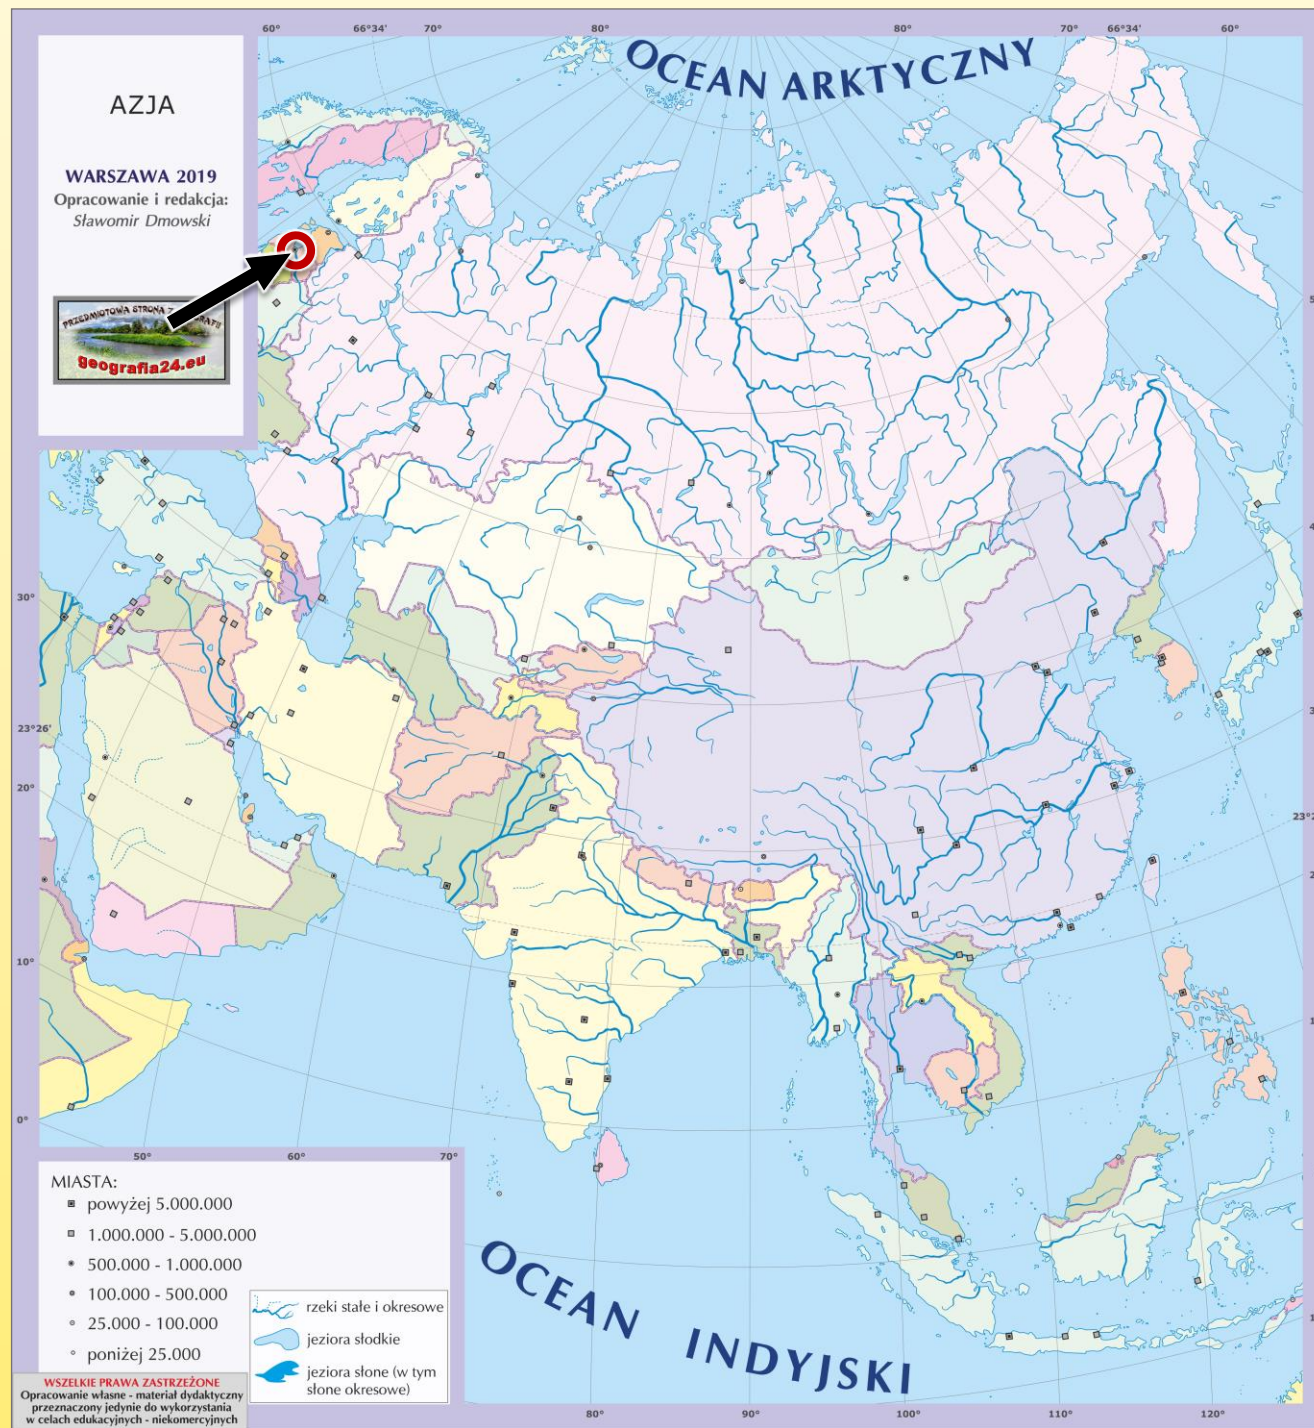 60°
66°34'
70°
80°
80°
70°
66°34'
60°
OCEAN ARKTYCZNY
AZJA
WARSZAWA 2019
Opracowanie i redakcja:
Sławomir Dmowski
PRZEDMIOTOWA STRONA Z
geografia24.eu
30°
23°26'
20°
10°
0°
50°
60°
70°
MIASTA:
powyżej 5.000.000
1.000.000 - 5.000.000
500.000 - 1.000.000
100.000 - 500.000
25.000 - 100.000
poniżej 25.000
rzeki stałe i okresowe
jeziora słodkie
jeziora słone (w tym
słone okresowe)
OCEAN INDYJSKI
WSZELKIE PRAWA ZASTRZEŻONE
Opracowanie własne - materiał dydaktyczny
przeznaczony jedynie do wykorzystania
w celach edukacyjnych - niekomercyjnych
80°
90°
100°
110°
120°